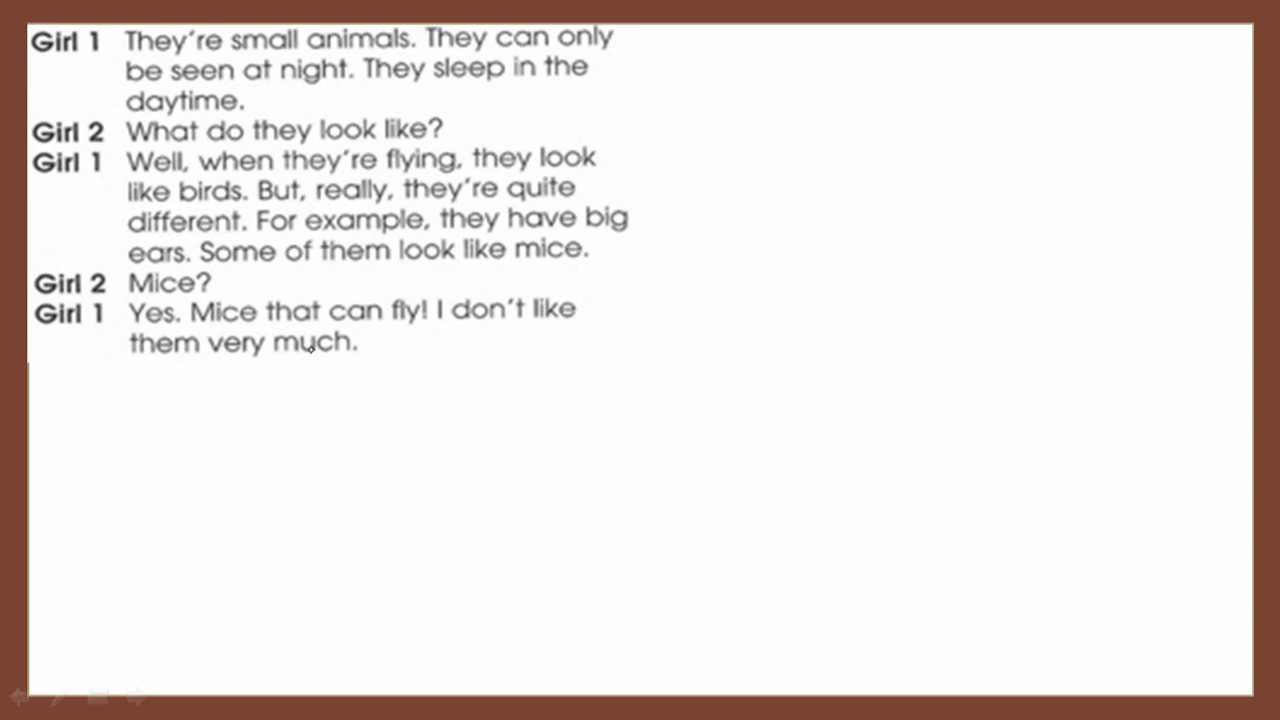 Girl 1 They're small animals. They can only
be seen at night. They sleep in the
daytime.
Girl 2 What do they look like?
Girl 1 Well, when they're flying, they look
like birds. But, really, they're quite
different. For example, they have big
ears. Some of them look like mice.
Girl 2 Mice?
Girl 1 Yes. Mice that can fly! I don't like
them very much.